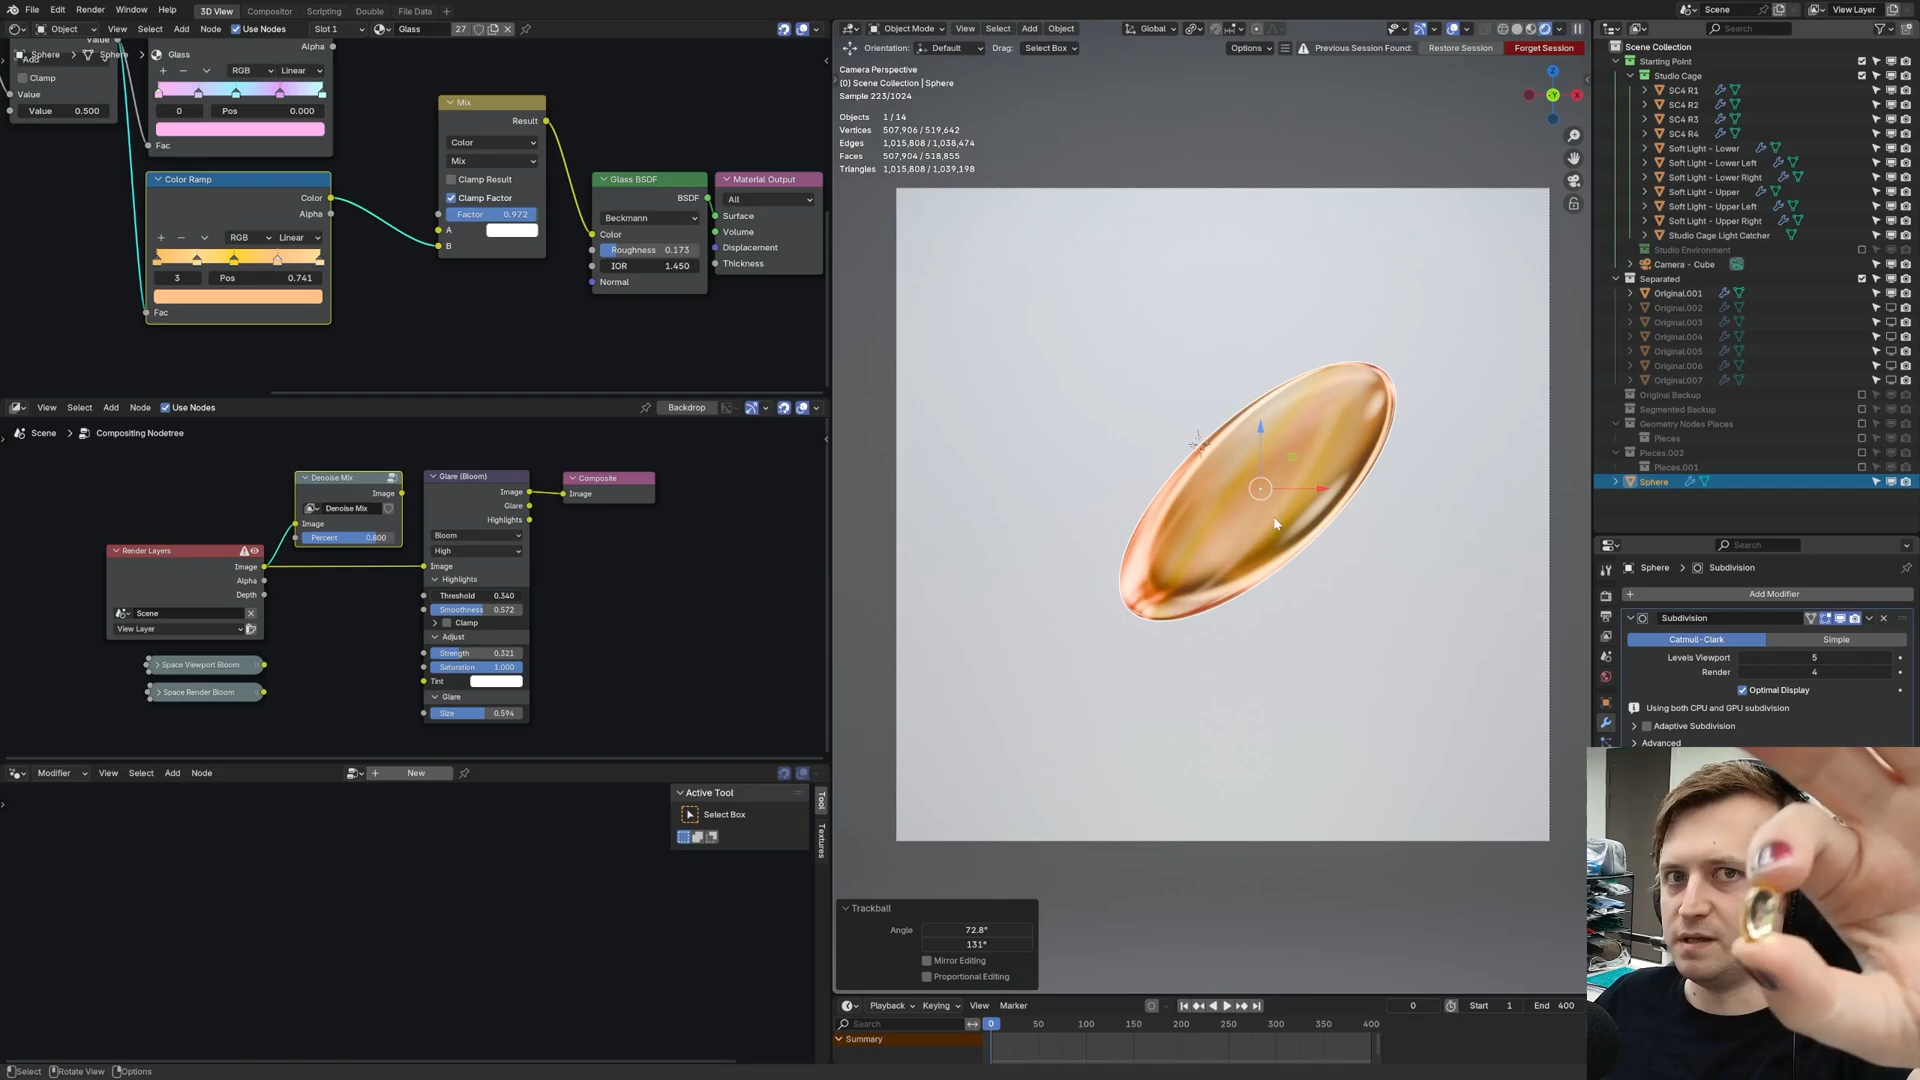 File Edit Render Window Help 3D View Compositor Scripting Double File Data + Scene View Layer
Object View Select Add Node Use Nodes Slot 1 Glass 27
Sphere Sphere Glass
Alpha
Clamp
RGB Linear
Value
Value 0.500
0 Pos 0.000
Fac
Color Ramp
Color
Alpha
RGB Linear
3 Pos 0.741
Fac
Mix
Result
Color
Mix
Clamp Result
Clamp Factor
Factor 0.972
A
B
Glass BSDF
BSDF
Beckmann
Color
Roughness 0.173
IOR 1.450
Normal
Material Output
All
Surface
Volume
Displacement
Thickness
View Select Add Node Use Nodes Backdrop
Scene > Compositing Nodetree
Denoise Mix
Image
Denoise Mix
Image
Percent 0.800
Render Layers
Image
Alpha
Depth
Scene
View Layer
Space Viewport Bloom
Space Render Bloom
Glare (Bloom)
Image
Glare
Highlights
Bloom
High
Image
Highlights
Threshold 0.340
Smoothness 0.572
Clamp
Adjust
Strength 0.321
Saturation 1.000
Tint
Glare
Size 0.594
Composite
Image
Modifier View Select Add Node + New
Active Tool
Select Box
Tool
Textures
Object Mode View Select Add Object Global
Orientation: Default Drag: Select Box Options Previous Session Found: Restore Session Forget Session
Camera Perspective
(0) Scene Collection | Sphere
Sample 223/1024
Objects 1 / 14
Vertices 507,906 / 519,642
Edges 1,015,808 / 1,038,474
Faces 507,904 / 518,855
Triangles 1,015,808 / 1,039,198
Z
Y
X
Trackball
Angle 72.8°
131°
Mirror Editing
Proportional Editing
Playback Keying View Marker 0 Start 1 End 400
Search 0 50 100 150 200 250 300 350 400
Summary
Search
Scene Collection
Starting Point
Studio Cage
SC4 R1
SC4 R2
SC4 R3
SC4 R4
Soft Light - Lower
Soft Light - Lower Left
Soft Light - Lower Right
Soft Light - Upper
Soft Light - Upper Left
Soft Light - Upper Right
Studio Cage Light Catcher
Studio Environment
Camera - Cube
Separated
Original.001
Original.002
Original.003
Original.004
Original.005
Original.006
Original.007
Original Backup
Segmented Backup
Geometry Nodes Pieces
Pieces
Pieces.002
Pieces.001
Sphere
Search
Sphere > Subdivision
+ Add Modifier
Subdivision
Catmull-Clark Simple
Levels Viewport 5
Render 4
Optimal Display
Using both CPU and GPU subdivision
Adaptive Subdivision
Advanced
Select Rotate View Options